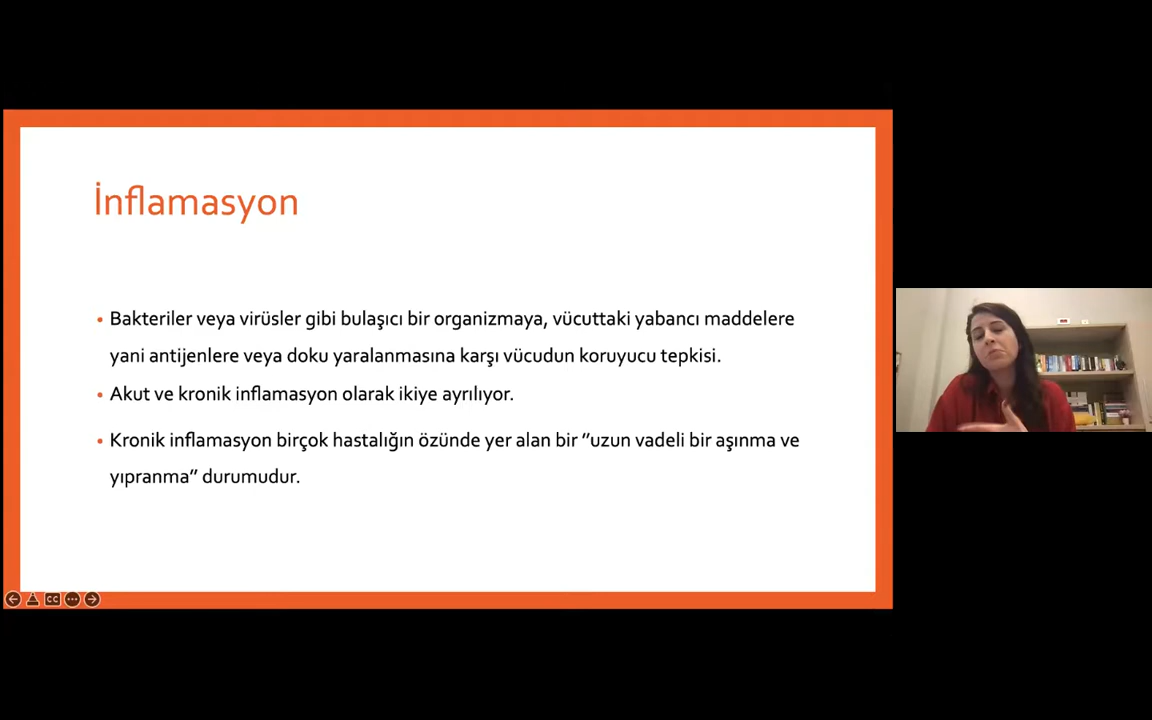 İnflamasyon
• Bakteriler veya virüsler gibi bulaşıcı bir organizmaya, vücuttaki yabancı maddelere
yani antijenlere veya doku yaralanmasına karşı vücudun koruyucu tepkisi.
• Akut ve kronik inflamasyon olarak ikiye ayrılıyor.
• Kronik inflamasyon birçok hastalığın özünde yer alan bir ‘’uzun vadeli bir aşınma ve
yıpranma’’ durumudur.
CC